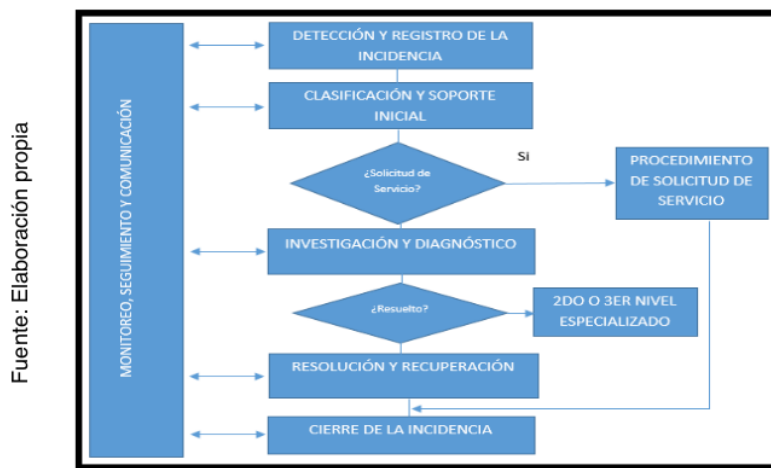 Fuente: Elaboración propia
MONITOREO, SEGUIMIENTO Y COMUNICACIÓN
DETECCIÓN Y REGISTRO DE LA
INCIDENCIA
CLASIFICACIÓN Y SOPORTE
INICIAL
¿Solicitud de
Servicio?
Si
PROCEDIMIENTO
DE SOLICITUD DE
SERVICIO
INVESTIGACIÓN Y DIAGNÓSTICO
¿Resuelto?
2DO O 3ER NIVEL
ESPECIALIZADO
RESOLUCIÓN Y RECUPERACIÓN
CIERRE DE LA INCIDENCIA